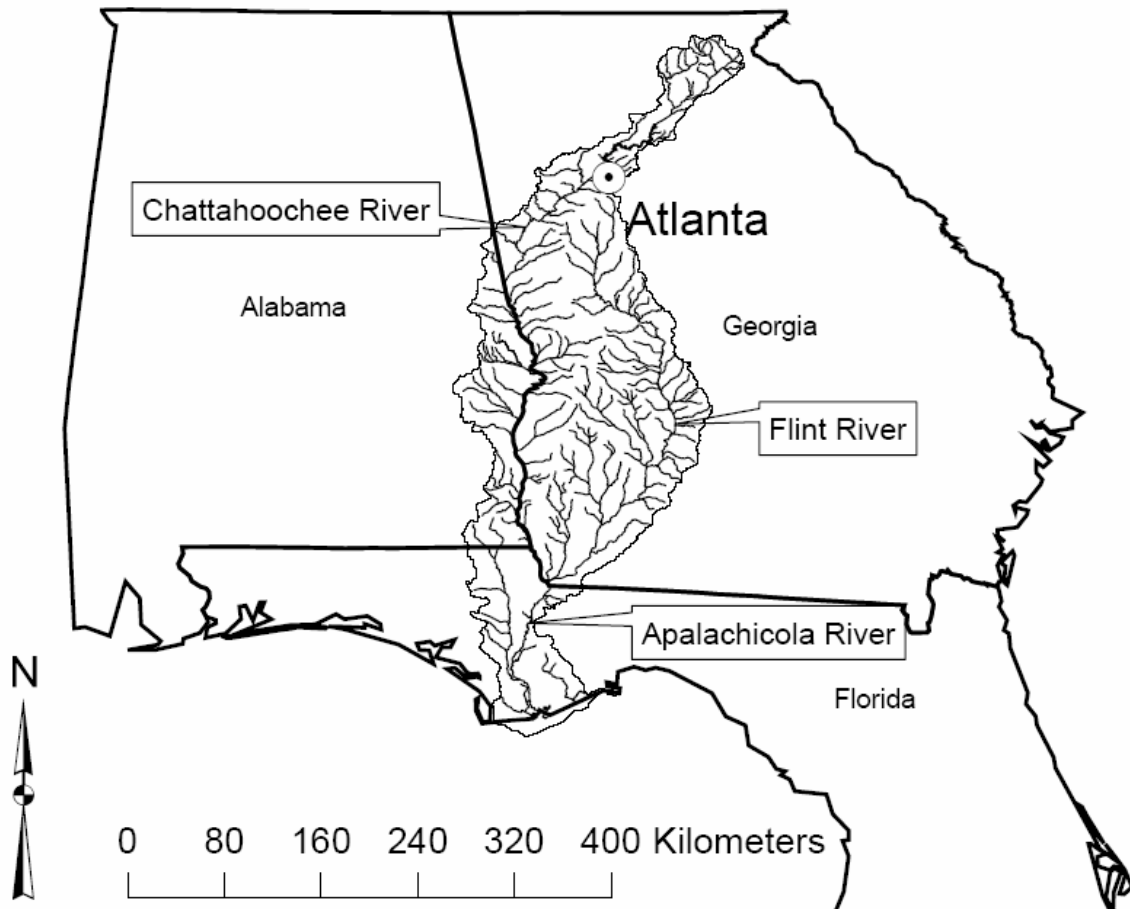 Chattahoochee River
Atlanta
Alabama
Georgia
Flint River
Apalachicola River
N
Florida
0 80 160 240 320 400 Kilometers